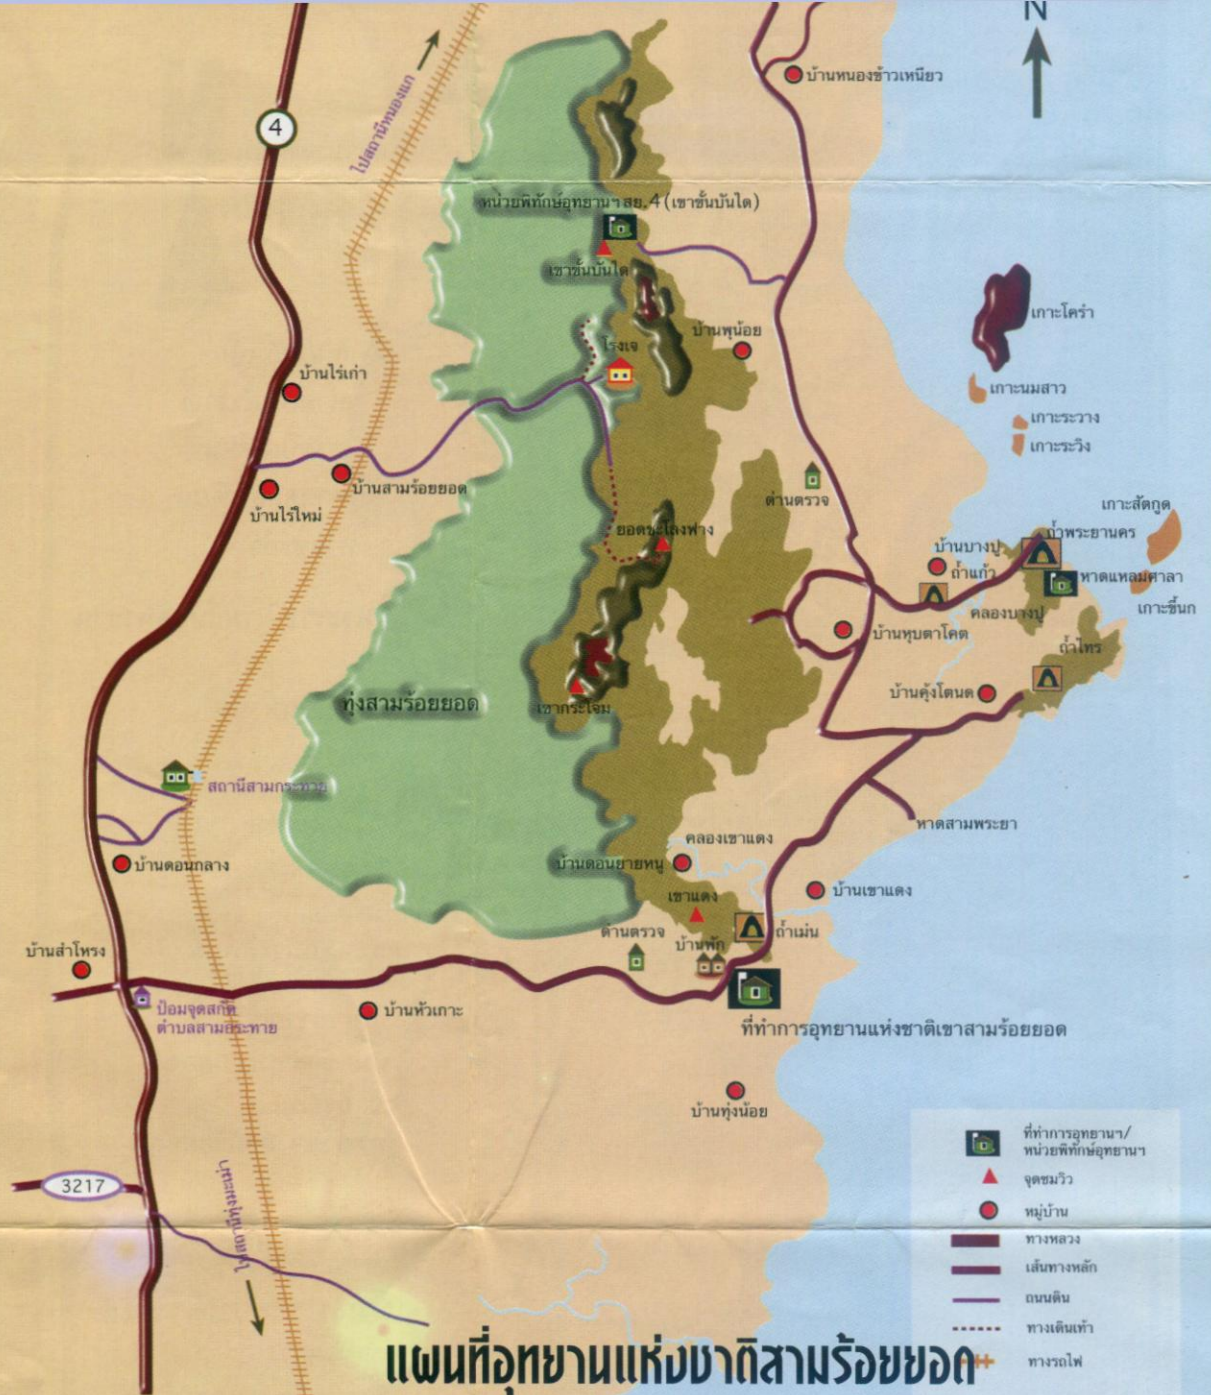 N
บ้านหนองข้าวเหนียว
4
ไปสถานีหนองแก
หน่วยพิทักษ์อุทยานฯ สย.4 (เขาขั้นบันได)
เขาขั้นบันได
เกาะโครำ
บ้านพุน้อย
โรงเจ
บ้านไร่เก่า
เกาะนมสาว
เกาะระวาง
เกาะระวิง
บ้านสามร้อยยอด
บ้านไร่ใหม่
ด่านตรวจ
เกาะสัตกูด
ถ้ำพระยานคร
บ้านบางปู
ถ้ำแก้ว
หาดแหลมศาลา
เกาะขี้นก
คลองบางปู
บ้านหุบตาโคต
ถ้ำไทร
บ้านคุ้งโตนด
ทุ่งสามร้อยยอด
เขากระโจม
สถานีสามกระทาย
หาดสามพระยา
คลองเขาแดง
บ้านดอนกลาง
บ้านดอนยายหนู
บ้านเขาแดง
เขาแดง
ด่านตรวจ
บ้านพัก
ถ้ำเม่น
บ้านสำโหรง
ป้อมจุดสกัด
ตำบลสามกระทาย
บ้านหัวเกาะ
ที่ทำการอุทยานแห่งชาติเขาสามร้อยยอด
บ้านทุ่งน้อย
3217
ที่ทำการอุทยานฯ/
หน่วยพิทักษ์อุทยานฯ
จุดชมวิว
หมู่บ้าน
ทางหลวง
เส้นทางหลัก
ถนนดิน
ทางเดินเท้า
ทางรถไฟ
แผนที่อุทยานแห่งชาติสามร้อยยอด